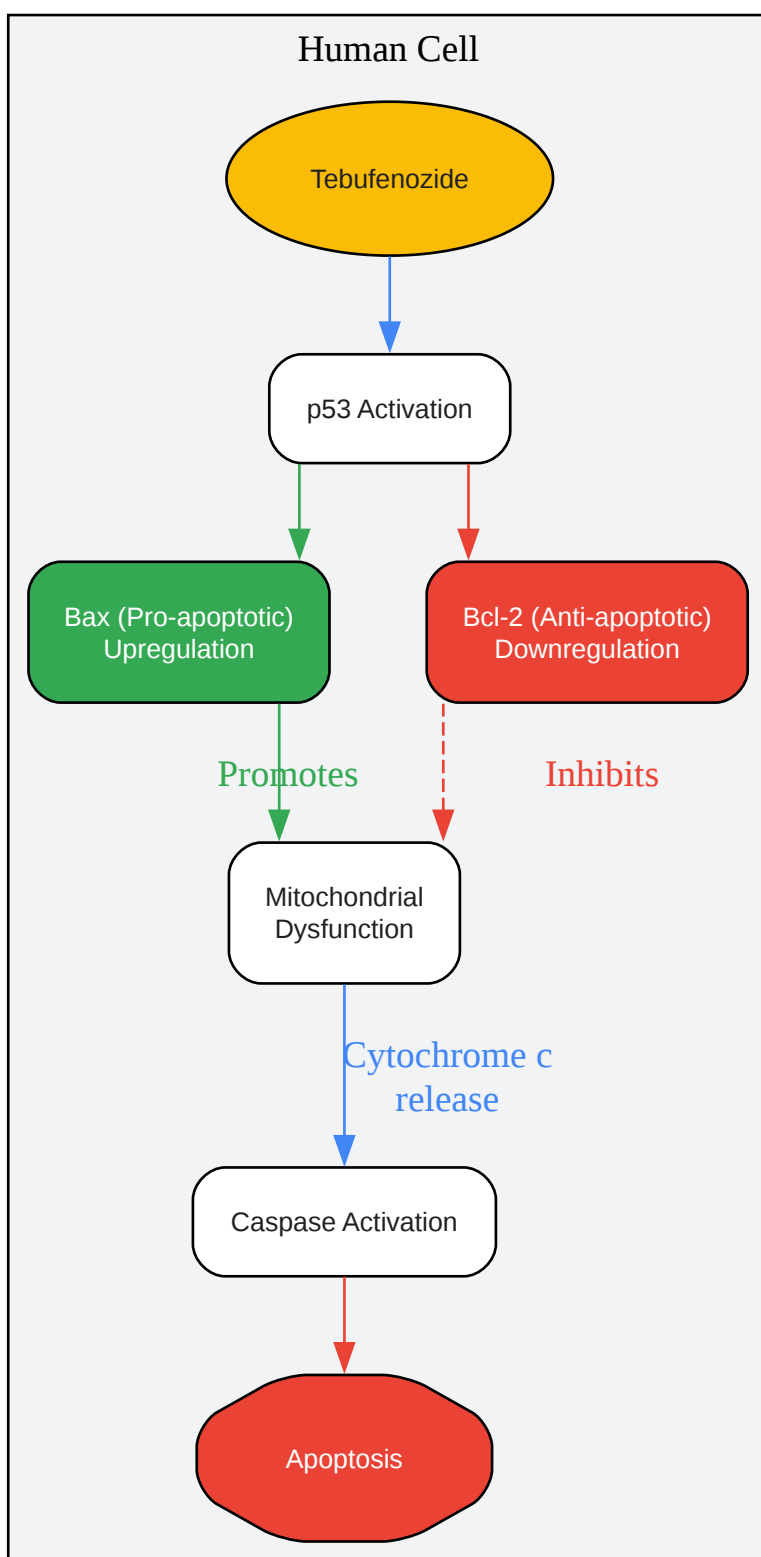 Human Cell
Tebufenozide
p53 Activation
Bax (Pro-apoptotic)
Upregulation
Bcl-2 (Anti-apoptotic)
Downregulation
Promotes
Inhibits
Mitochondrial
Dysfunction
Cytochrome c
release
Caspase Activation
Apoptosis